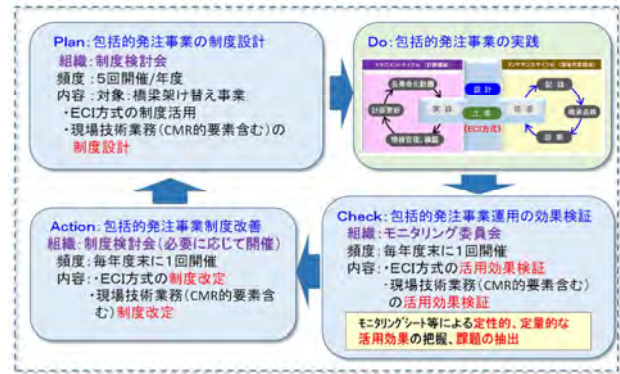 Plan:包括的発注事業の制度設計
組織:制度検討会
頻度:5回開催/年度
内容:対象:橋梁架け替え事業
・ECI方式の制度活用
・現場技術業務(CMR的要素含む)の
制度設計
Do:包括的発注事業の実践
長寿命化計画
計画更新
実践
設計
工事
(ECI方式)
記録
診断
Check:包括的発注事業運用の効果検証
組織:モニタリング委員会
頻度:毎年度末に1回開催
内容:・ECI方式の活用効果検証
・現場技術業務(CMR的要素含む)
の活用効果検証
モニタリングシート等による定性的、定量的な
活用効果の把握、課題の抽出
Action:包括的発注事業制度改善
組織:制度検討会(必要に応じて開催)
頻度:毎年度末に1回開催
内容:・ECI方式の制度改定
・現場技術業務(CMR的要素含
む)制度改定